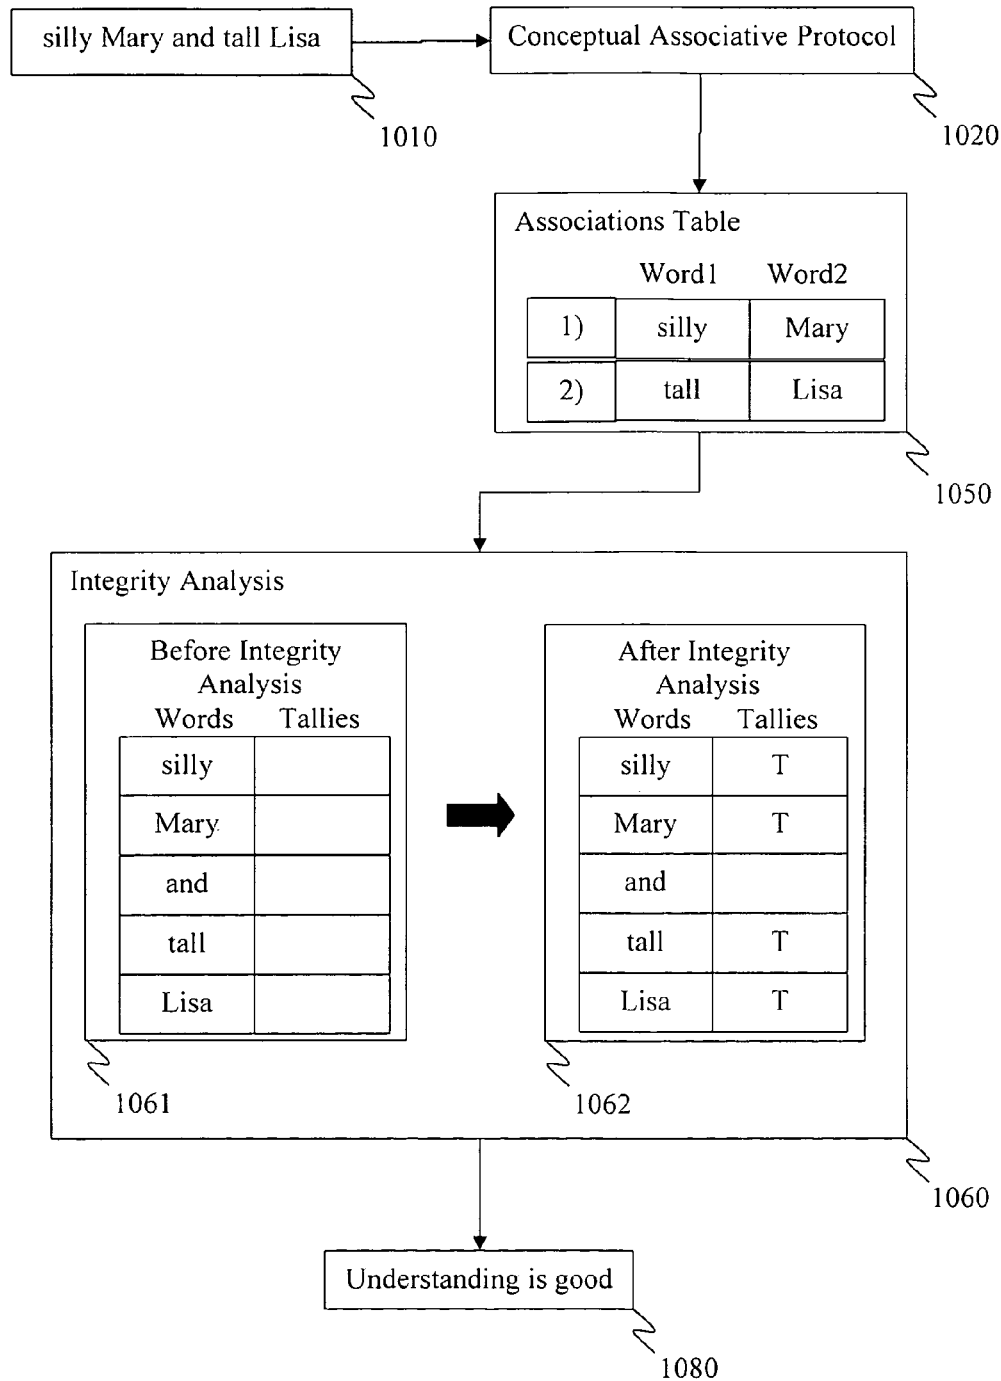 silly Mary and tall Lisa
Conceptual Associative Protocol
1010
1020
Associations Table
Word1 Word2
1) silly Mary
2) tall Lisa
1050
Integrity Analysis
Before Integrity
Analysis
Words Tallies
silly
Mary
and
tall
Lisa
1061
After Integrity
Analysis
Words Tallies
silly T
Mary T
and
tall T
Lisa T
1062
1060
Understanding is good
1080